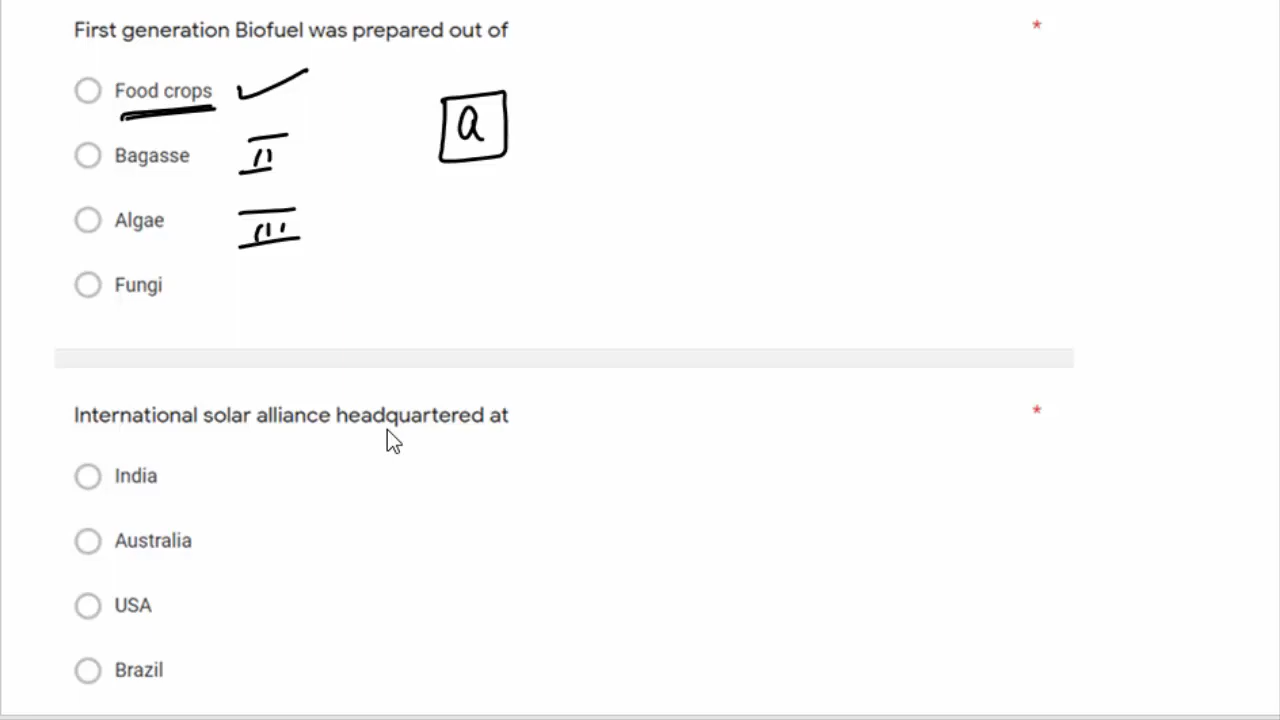 First generation Biofuel was prepared out of *
Food crops
a
Bagasse II
Algae III
Fungi
International solar alliance headquartered at *
India
Australia
USA
Brazil